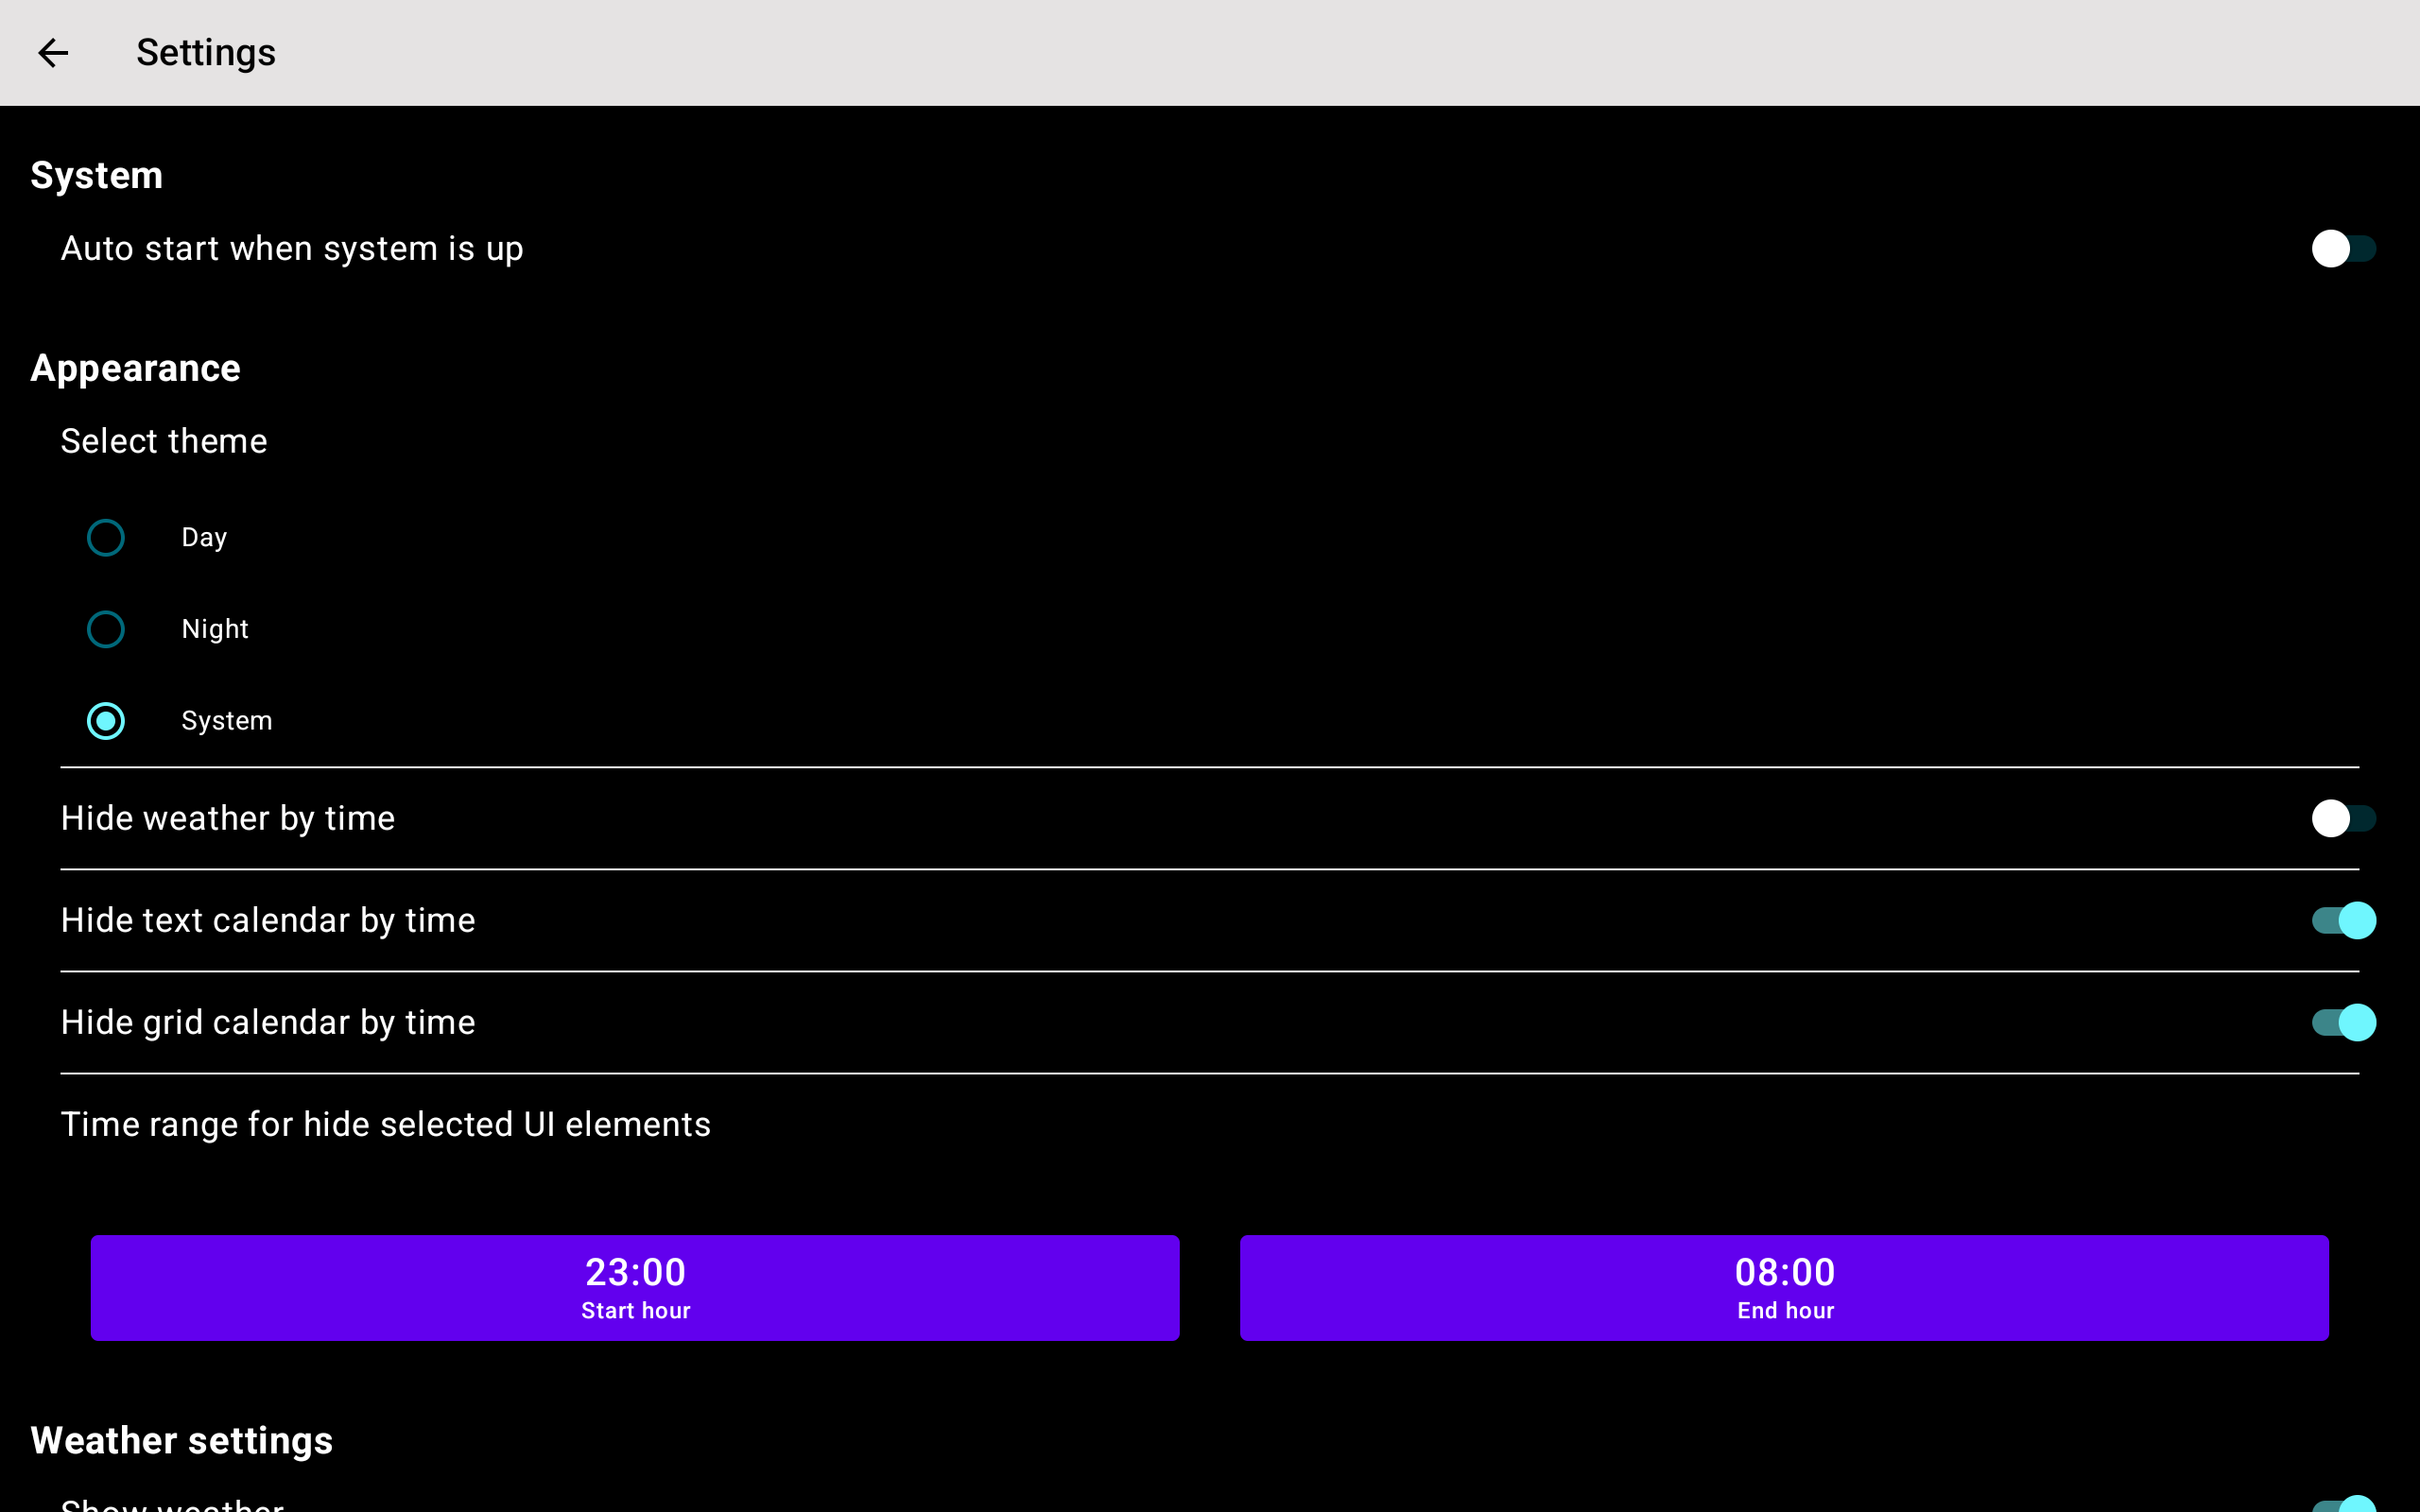 Settings
System
Auto start when system is up
Appearance
Select theme
Day
Night
System
Hide weather by time
Hide text calendar by time
Hide grid calendar by time
Time range for hide selected UI elements
23:00
Start hour
08:00
End hour
Weather settings
Show weather